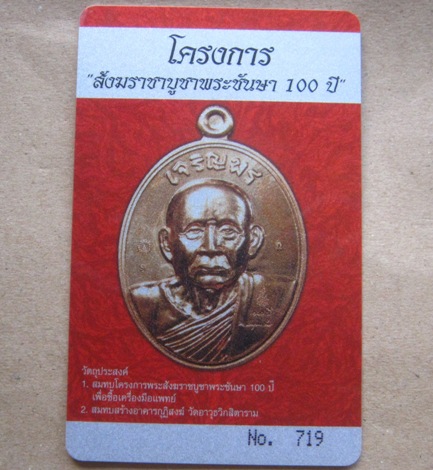 โครงการ
"สังฆราชาบูชาพระชันษา 100 ปี"
เจริญพร
วัตถุประสงค์
1. สมทบโครงการพระสังฆราชบูชาพระชันษา 100 ปี
เพื่อซื้อเครื่องมือแพทย์
2. สมทบสร้างอาคารกุฏิสงฆ์ วัดอาวุธวิกสิตาราม
No. 719